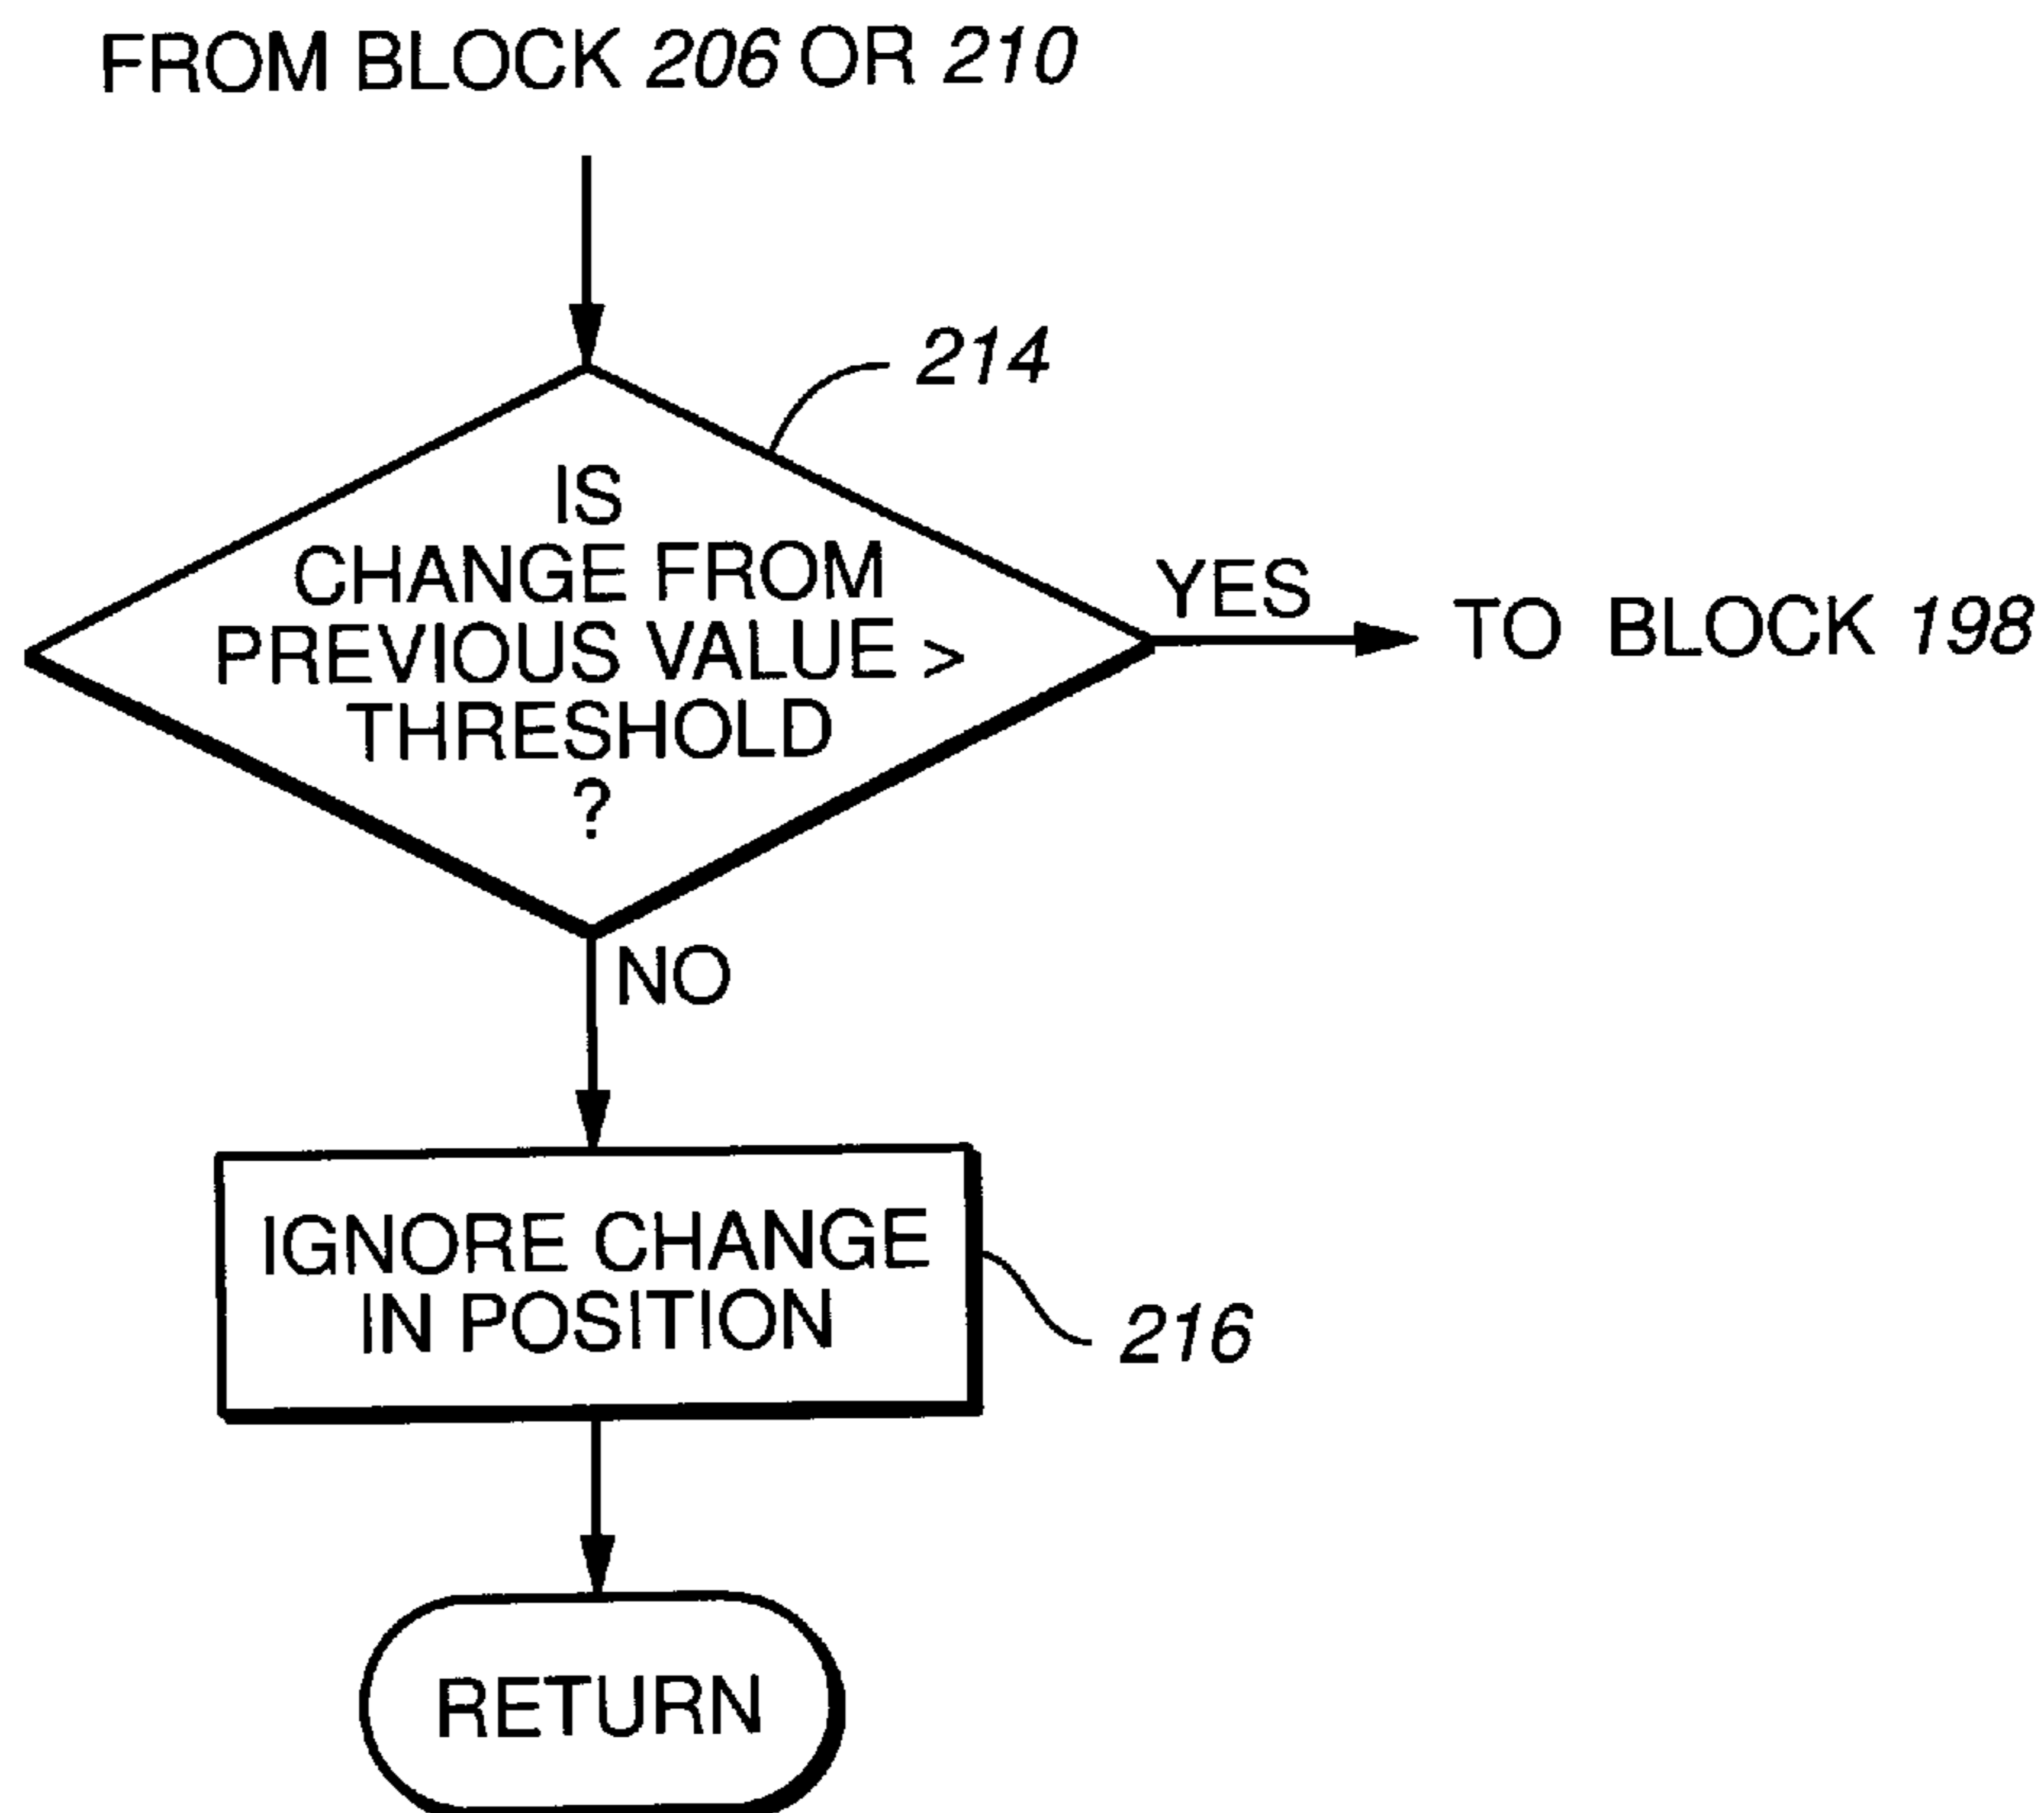 FROM BLOCK 206 OR 210
214
IS
CHANGE FROM
PREVIOUS VALUE >
THRESHOLD
?
YES
TO BLOCK 198
NO
IGNORE CHANGE
IN POSITION
216
RETURN